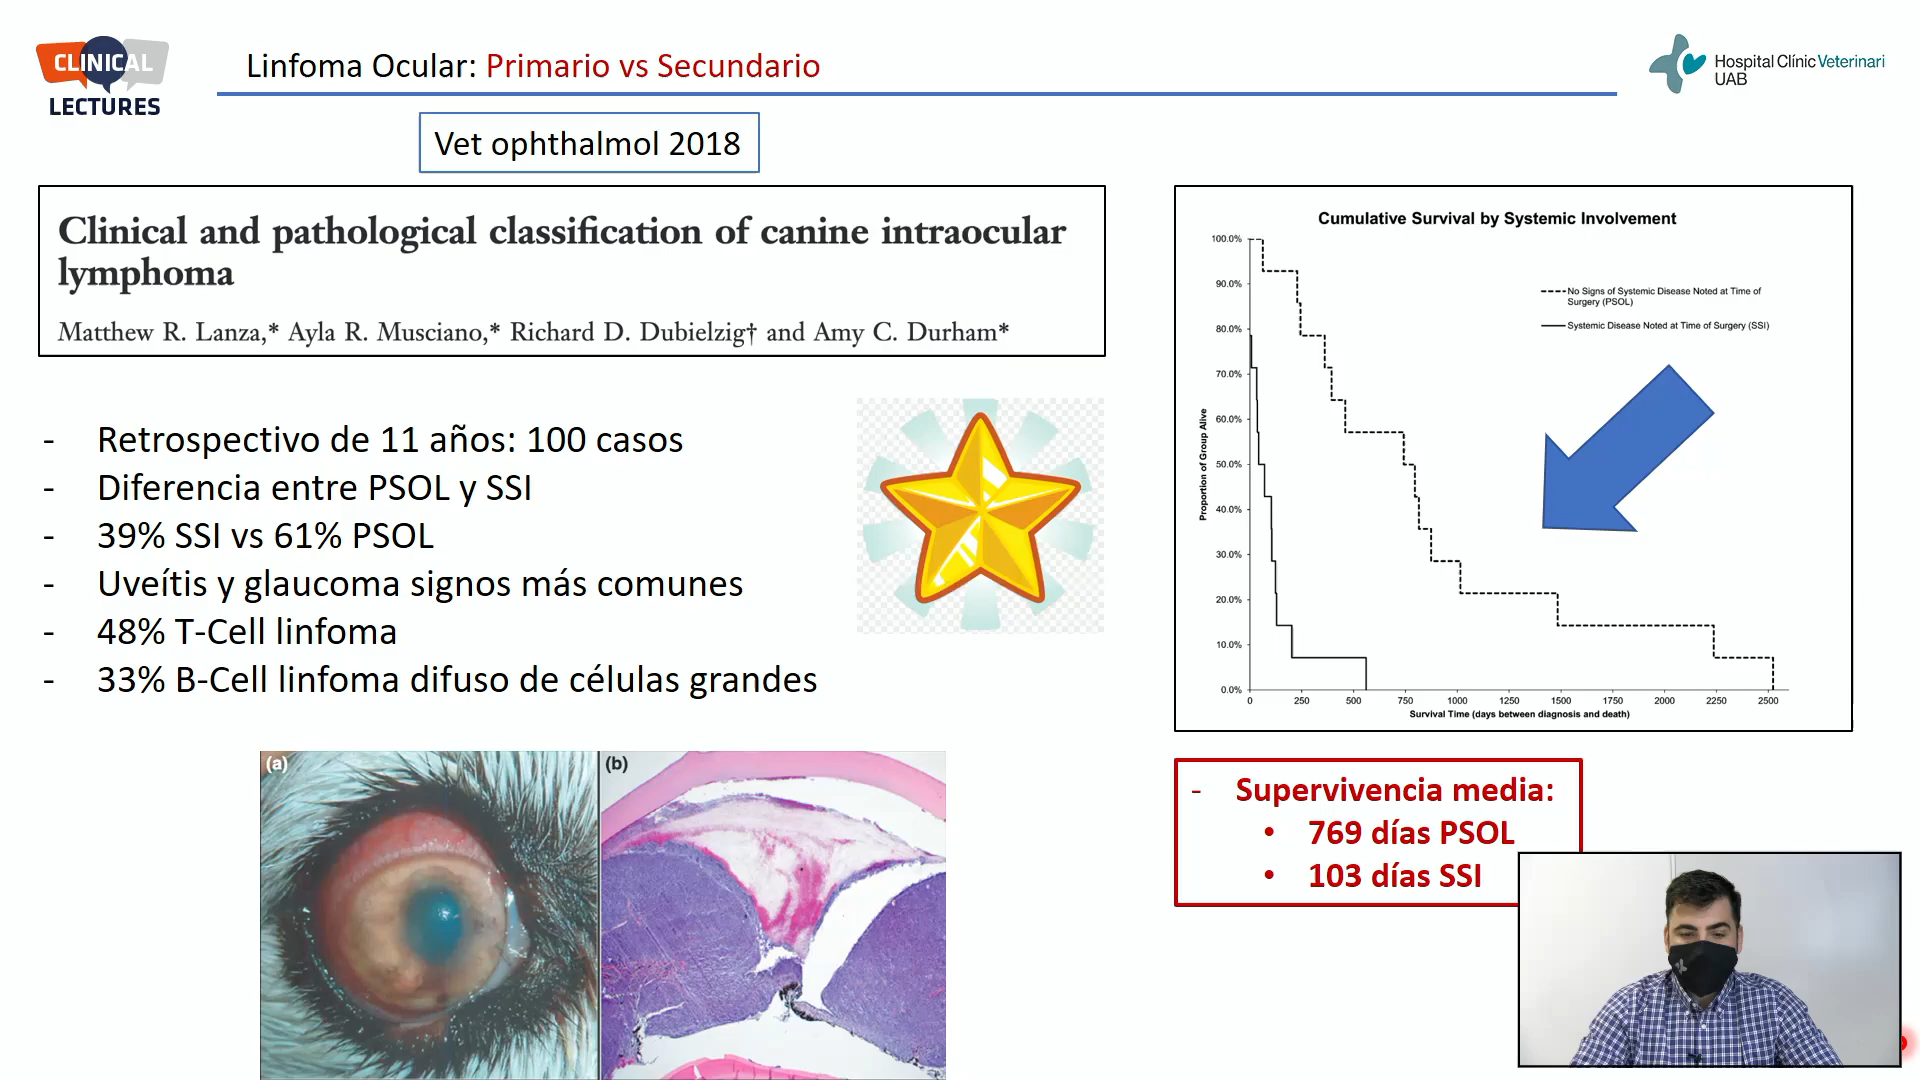 CLINICAL
LECTURES
Linfoma Ocular: Primario vs Secundario
Hospital Clínic Veterinari
UAB
Vet ophthalmol 2018
Clinical and pathological classification of canine intraocular
lymphoma
Matthew R. Lanza,* Ayla R. Musciano,* Richard D. Dubielzig† and Amy C. Durham*
- Retrospectivo de 11 años: 100 casos
- Diferencia entre PSOL y SSI
- 39% SSI vs 61% PSOL
- Uveítis y glaucoma signos más comunes
- 48% T-Cell linfoma
- 33% B-Cell linfoma difuso de células grandes
(a)
(b)
Cumulative Survival by Systemic Involvement
No Signs of Systemic Disease Noted at Time of
Surgery (PSOL)
Systemic Disease Noted at Time of Surgery (SSI)
Proportion of Group Alive
100.0%
90.0%
80.0%
70.0%
60.0%
50.0%
40.0%
30.0%
20.0%
10.0%
0.0%
0 250 500 750 1000 1250 1500 1750 2000 2250 2500
Survival Time (days between diagnosis and death)
- Supervivencia media:
• 769 días PSOL
• 103 días SSI